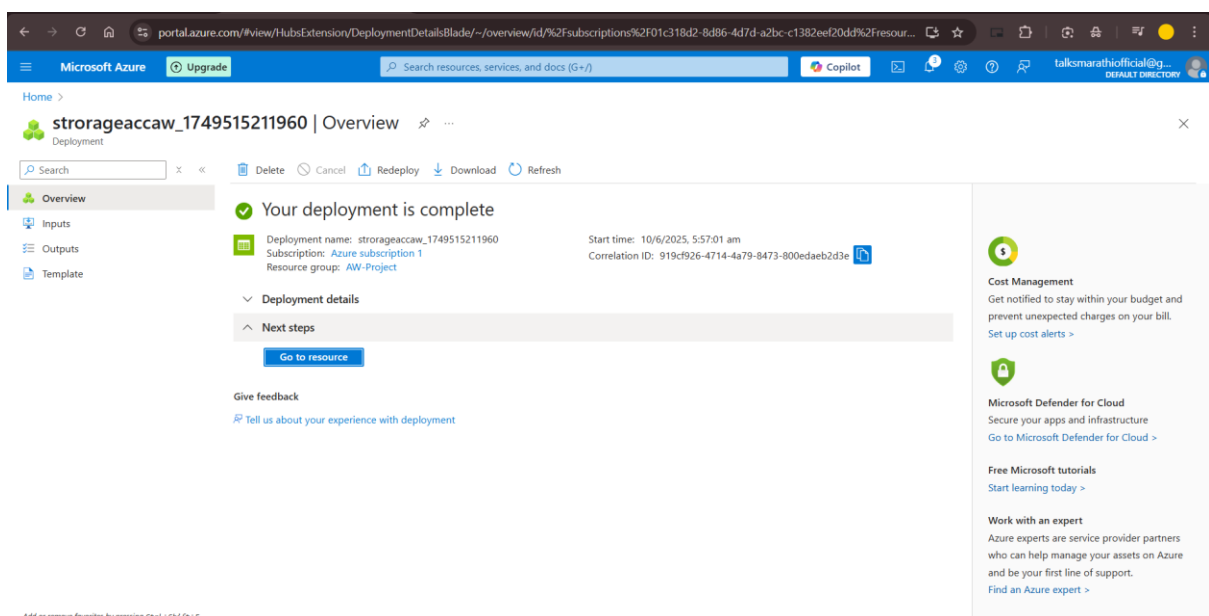 portal.azure.com/#view/HubsExtension/DeploymentDetailsBlade/~/overview/id/%2Fsubscriptions%2F01c318d2-8d86-4d7d-a2bc-c1382eef20dd%2Fresour...
Microsoft Azure
Upgrade
Search resources, services, and docs (G+/)
Copilot
3
talksmarathiofficial@g...
DEFAULT DIRECTORY
Home >
strorageaccaw_1749515211960 | Overview
Deployment
Search
Delete Cancel Redeploy Download Refresh
Overview
Inputs
Outputs
Template
Your deployment is complete
Deployment name: strorageaccaw_1749515211960
Subscription: Azure subscription 1
Resource group: AW-Project
Start time: 10/6/2025, 5:57:01 am
Correlation ID: 919cf926-4714-4a79-8473-800edaeb2d3e
Deployment details
Next steps
Go to resource
Give feedback
Tell us about your experience with deployment
Cost Management
Get notified to stay within your budget and
prevent unexpected charges on your bill.
Set up cost alerts >
Microsoft Defender for Cloud
Secure your apps and infrastructure
Go to Microsoft Defender for Cloud >
Free Microsoft tutorials
Start learning today >
Work with an expert
Azure experts are service provider partners
who can help manage your assets on Azure
and be your first line of support.
Find an Azure expert >